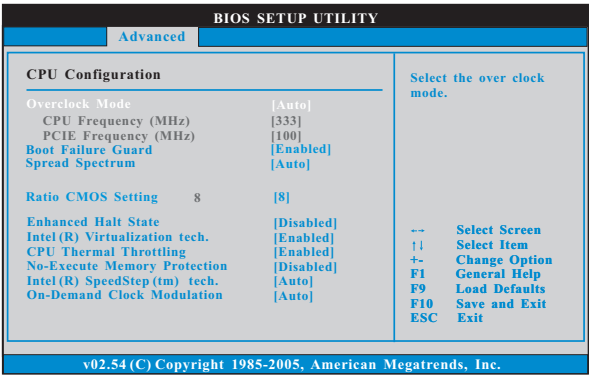 BIOS SETUP UTILITY
Advanced
CPU Configuration
Overclock Mode [Auto]
CPU Frequency (MHz) [333]
PCIE Frequency (MHz) [100]
Boot Failure Guard [Enabled]
Spread Spectrum [Auto]
Ratio CMOS Setting 8 [8]
Enhanced Halt State [Disabled]
Intel (R) Virtualization tech. [Enabled]
CPU Thermal Throttling [Enabled]
No-Execute Memory Protection [Disabled]
Intel (R) SpeedStep (tm) tech. [Auto]
On-Demand Clock Modulation [Auto]
Select the over clock
mode.
←→ Select Screen
↑↓ Select Item
+- Change Option
F1 General Help
F9 Load Defaults
F10 Save and Exit
ESC Exit
v02.54 (C) Copyright 1985-2005, American Megatrends, Inc.